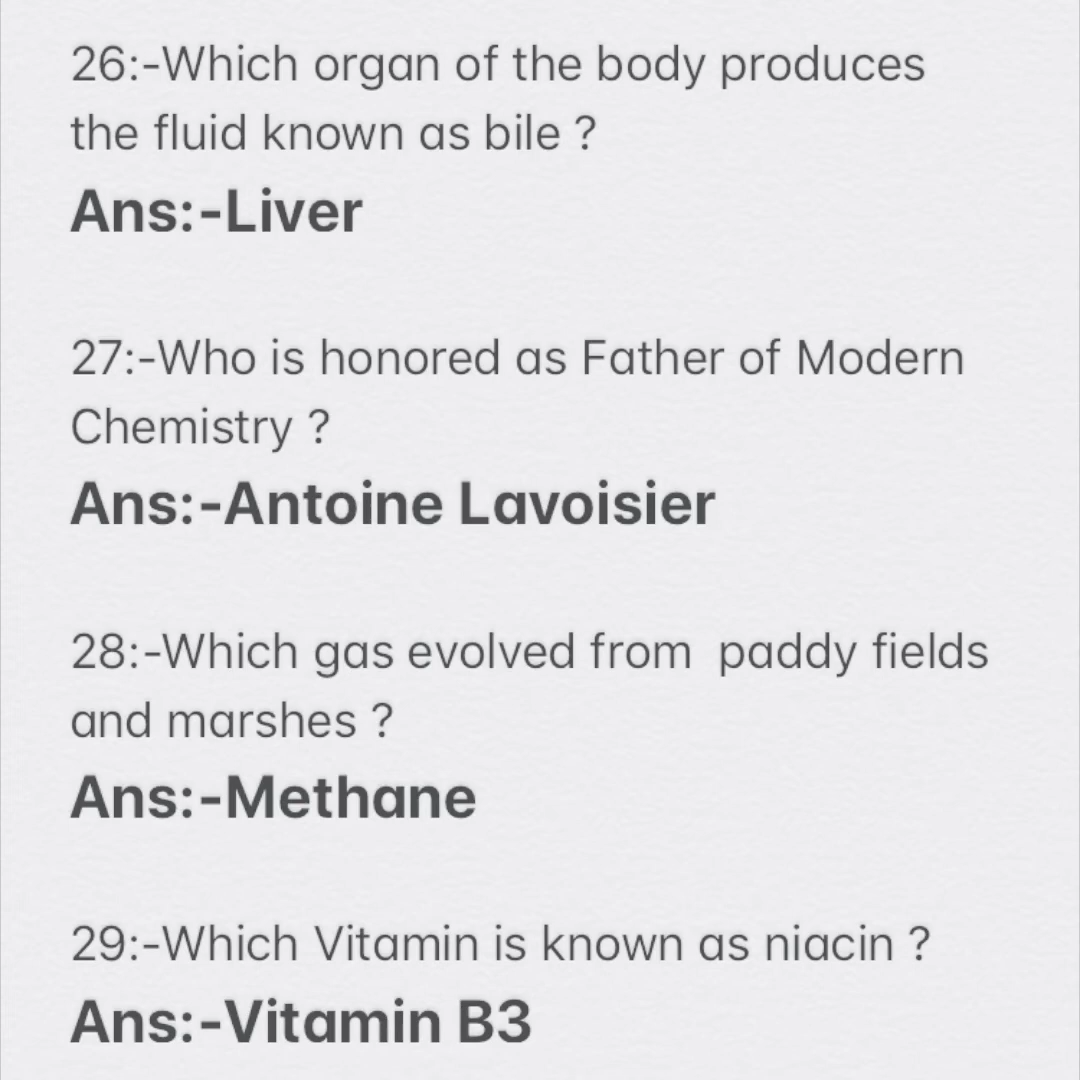 26:-Which organ of the body produces
the fluid known as bile ?
Ans:-Liver
27:-Who is honored as Father of Modern
Chemistry ?
Ans:-Antoine Lavoisier
28:-Which gas evolved from  paddy fields
and marshes ?
Ans:-Methane
29:-Which Vitamin is known as niacin ?
Ans:-Vitamin B3